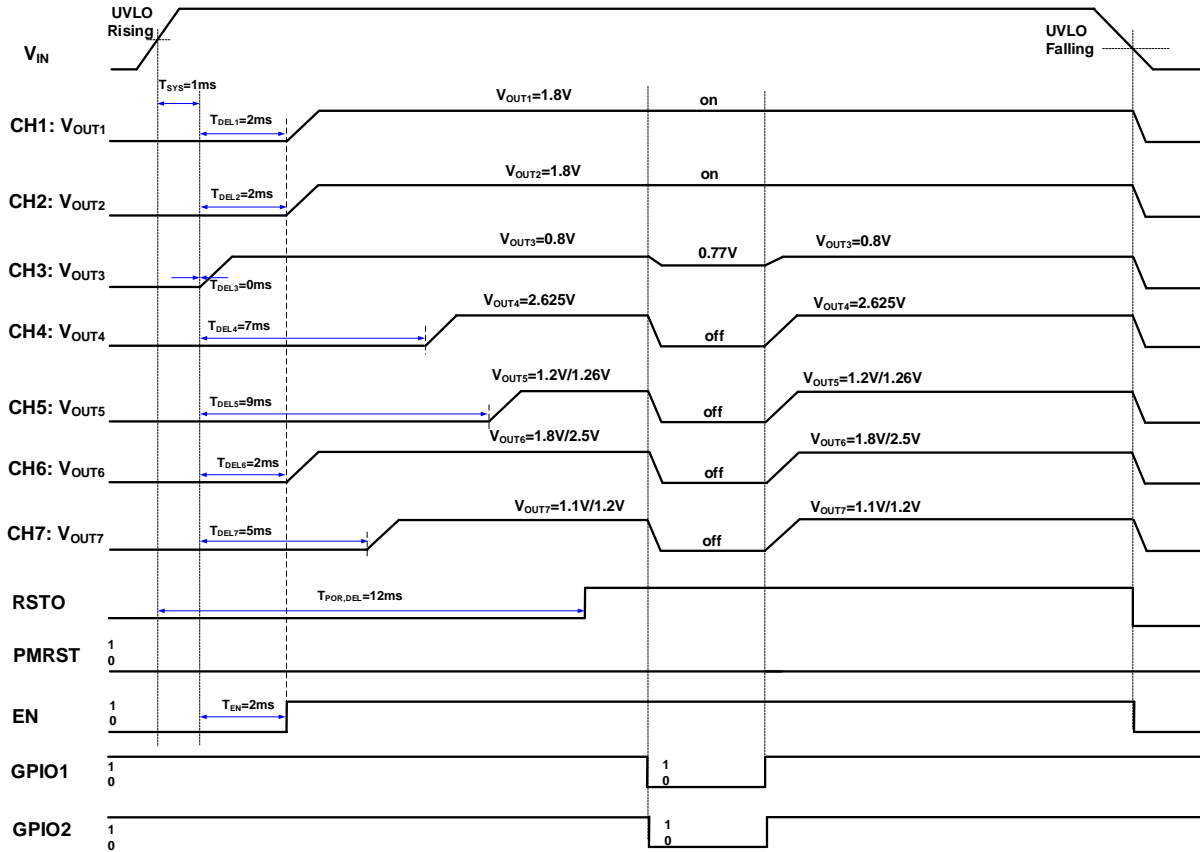 UVLO
Rising
UVLO
Falling
VIN
TSYS=1ms
VOUT1=1.8V
on
CH1: VOUT1
TDEL1=2ms
VOUT2=1.8V
on
CH2: VOUT2
TDEL2=2ms
VOUT3=0.8V
0.77V
VOUT3=0.8V
CH3: VOUT3
TDEL3=0ms
VOUT4=2.625V
VOUT4=2.625V
CH4: VOUT4
TDEL4=7ms
off
VOUT5=1.2V/1.26V
VOUT5=1.2V/1.26V
CH5: VOUT5
TDEL5=9ms
off
VOUT6=1.8V/2.5V
VOUT6=1.8V/2.5V
CH6: VOUT6
TDEL6=2ms
off
VOUT7=1.1V/1.2V
VOUT7=1.1V/1.2V
CH7: VOUT7
TDEL7=5ms
off
RSTO
TPOR,DEL=12ms
PMRST
1
0
EN
1
0
TEN=2ms
GPIO1
1
0
1
0
GPIO2
1
0
1
0